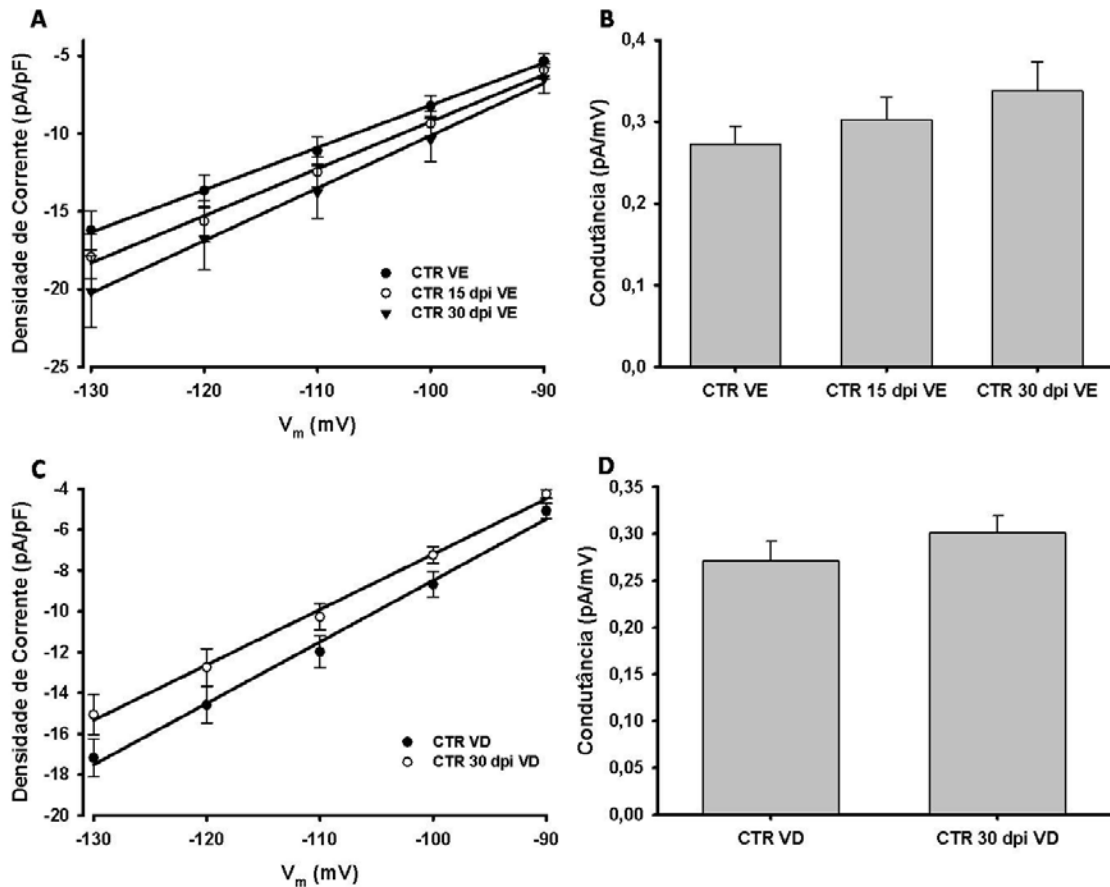 A
Densidade de Corrente (pA/pF)
-5
-10
-15
-20
-25
CTR VE
CTR 15 dpi VE
CTR 30 dpi VE
-130 -120 -110 -100 -90
Vm (mV)
B
Condutância (pA/mV)
0,4
0,3
0,2
0,1
0,0
CTR VE CTR 15 dpi VE CTR 30 dpi VE
C
Densidade de Corrente (pA/pF)
-4
-6
-8
-10
-12
-14
-16
-18
-20
CTR VD
CTR 30 dpi VD
-130 -120 -110 -100 -90
Vm (mV)
D
Condutância (pA/mV)
0,35
0,30
0,25
0,20
0,15
0,10
0,05
0,00
CTR VD CTR 30 dpi VD